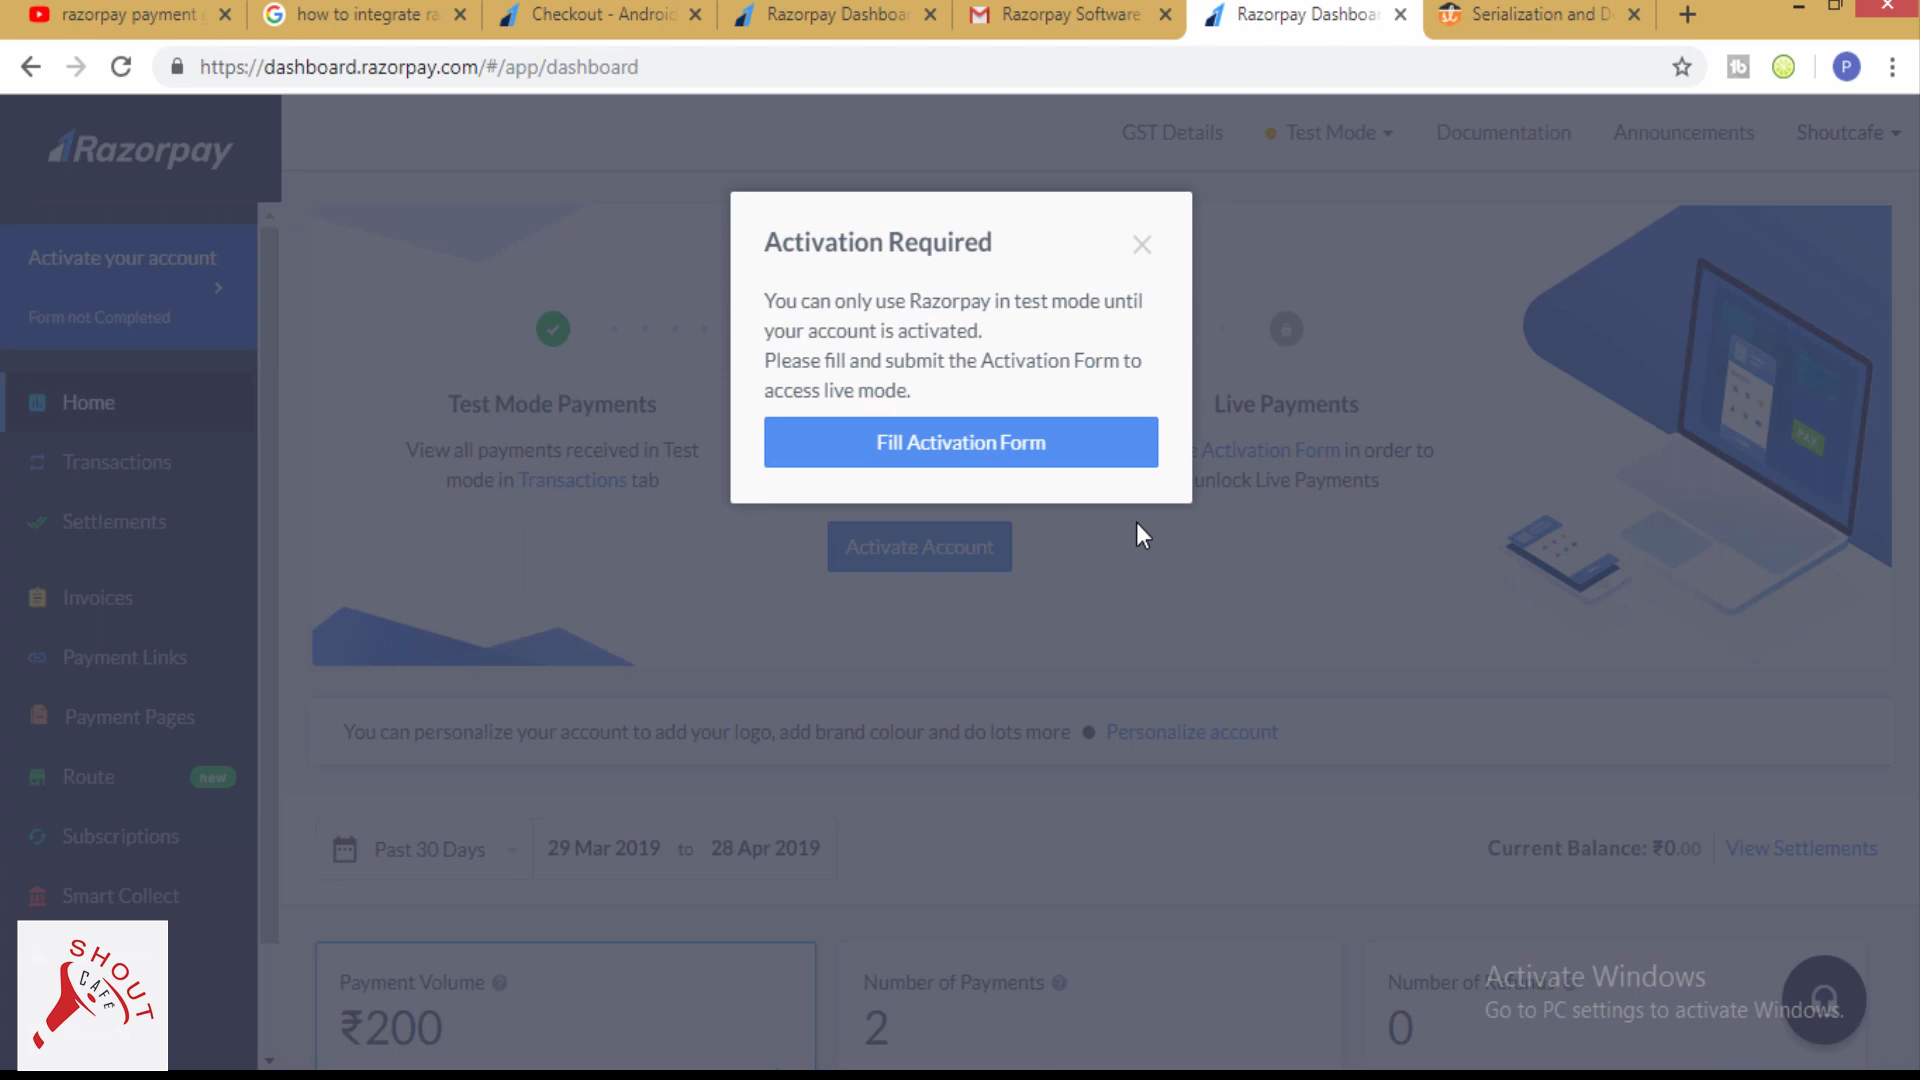 razorpay payment
how to integrate ra
Checkout - Android
Razorpay Dashboar
Razorpay Software
Razorpay Dashboar
Serialization and D
https://dashboard.razorpay.com/#/app/dashboard
P
Razorpay
GST Details
Test Mode
Documentation
Announcements
Shoutcafe
Activate your account
Form not Completed
Home
Transactions
Settlements
Invoices
Payment Links
Payment Pages
Route
new
Subscriptions
Smart Collect
Activation Required
You can only use Razorpay in test mode until
your account is activated.
Please fill and submit the Activation Form to
access live mode.
Fill Activation Form
Test Mode Payments
View all payments received in Test
mode in Transactions tab
Live Payments
Activation Form in order to
unlock Live Payments
PAY
Activate Account
You can personalize your account to add your logo, add brand colour and do lots more
Personalize account
Past 30 Days
29 Mar 2019 to 28 Apr 2019
Current Balance: ₹0.00
View Settlements
Payment Volume
₹200
Number of Payments
2
Number of
0
Activate Windows
Go to PC settings to activate Windows.
SHOUT
CAFE